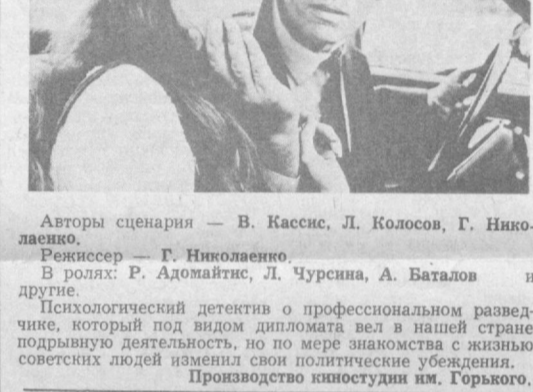 Авторы сценария — В. Кассис, Л. Колосов, Г. Нико-
лаенко.
Режиссер — Г. Николаенко.
В ролях: Р. Адомайтис, Л. Чурсина, А. Баталов и
другие.
Психологический детектив о профессиональном развед-
чике, который под видом дипломата вел в нашей стране
подрывную деятельность, но по мере знакомства с жизнью
советских людей изменил свои политические убеждения.
Производство киностудии им. Горького.